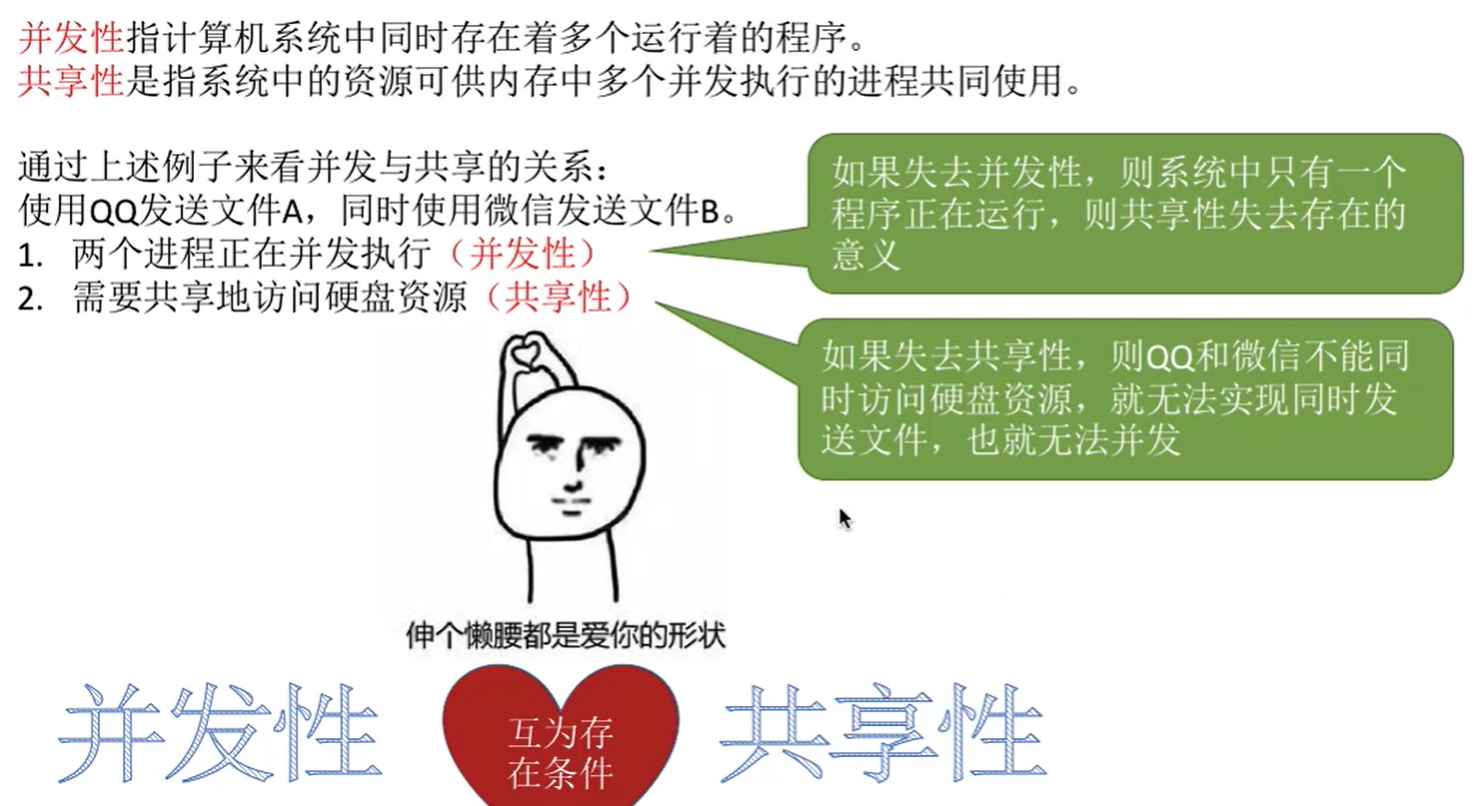 并发性指计算机系统中同时存在着多个运行着的程序。
共享性是指系统中的资源可供内存中多个并发执行的进程共同使用。
通过上述例子来看并发与共享的关系：
使用QQ发送文件A，同时使用微信发送文件B。
1. 两个进程正在并发执行（并发性）
2. 需要共享地访问硬盘资源（共享性）
如果失去并发性，则系统中只有一个
程序正在运行，则共享性失去存在的
意义
如果失去共享性，则QQ和微信不能同
时访问硬盘资源，就无法实现同时发
送文件，也就无法并发
伸个懒腰都是爱你的形状
并发性
互为存
在条件
共享性